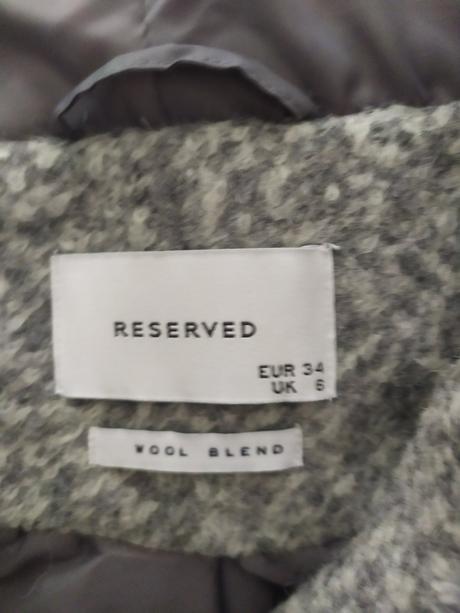 RESERVED
EUR 34
UK 6
WOOL BLEND